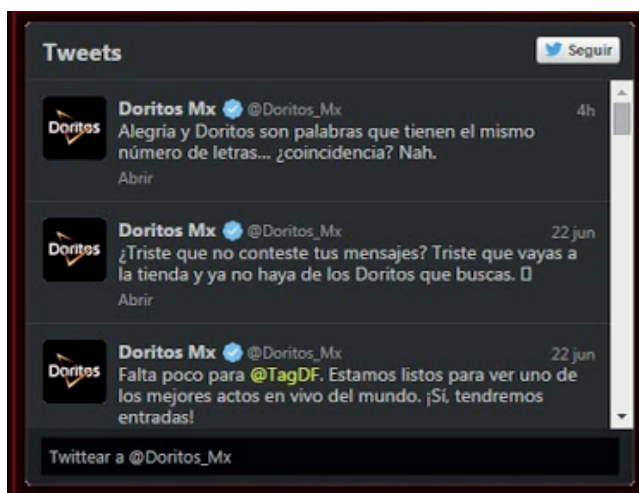 Tweets
Seguir
Doritos
Doritos Mx @Doritos_Mx 4h
Alegría y Doritos son palabras que tienen el mismo
número de letras... ¿coincidencia? Nah.
Abrir
Doritos
Doritos Mx @Doritos_Mx 22 jun
¿Triste que no conteste tus mensajes? Triste que vayas a
la tienda y ya no haya de los Doritos que buscas. ▯
Abrir
Doritos
Doritos Mx @Doritos_Mx 22 jun
Falta poco para @TagDF. Estamos listos para ver uno de
los mejores actos en vivo del mundo. ¡Sí, tendremos
entradas!
Twittear a @Doritos_Mx